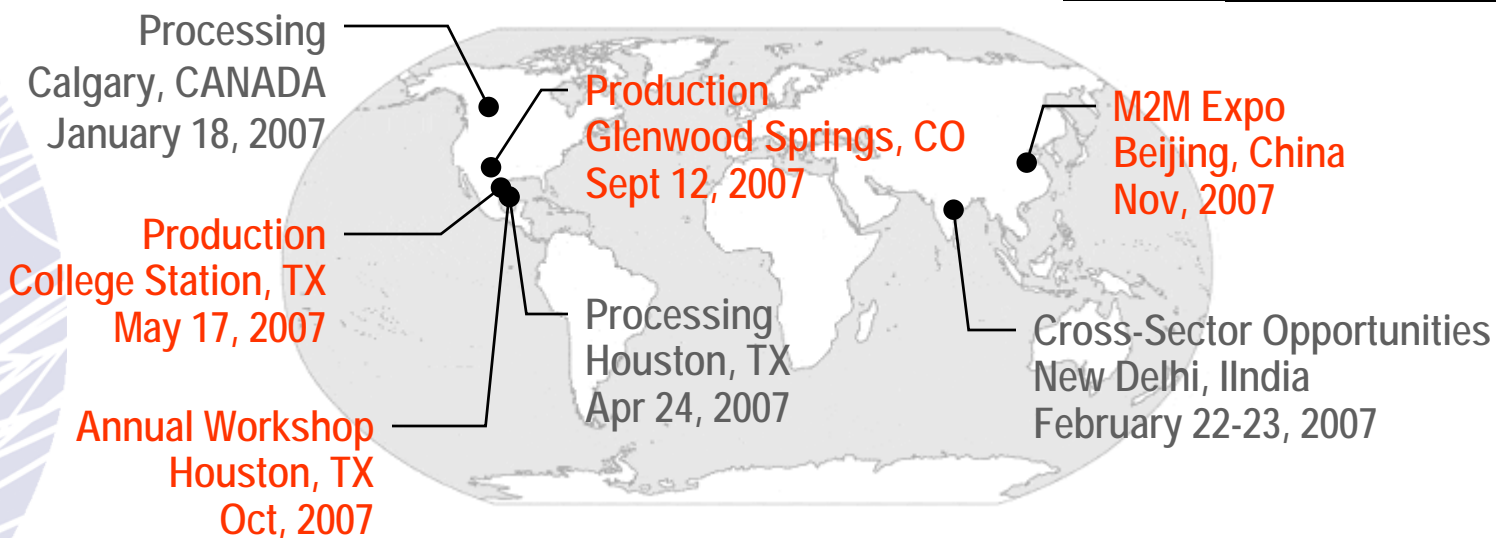 Processing
Calgary, CANADA
January 18, 2007
Production
Glenwood Springs, CO
Sept 12, 2007
M2M Expo
Beijing, China
Nov, 2007
Production
College Station, TX
May 17, 2007
Processing
Houston, TX
Apr 24, 2007
Cross-Sector Opportunities
New Delhi, IIndia
February 22-23, 2007
Annual Workshop
Houston, TX
Oct, 2007